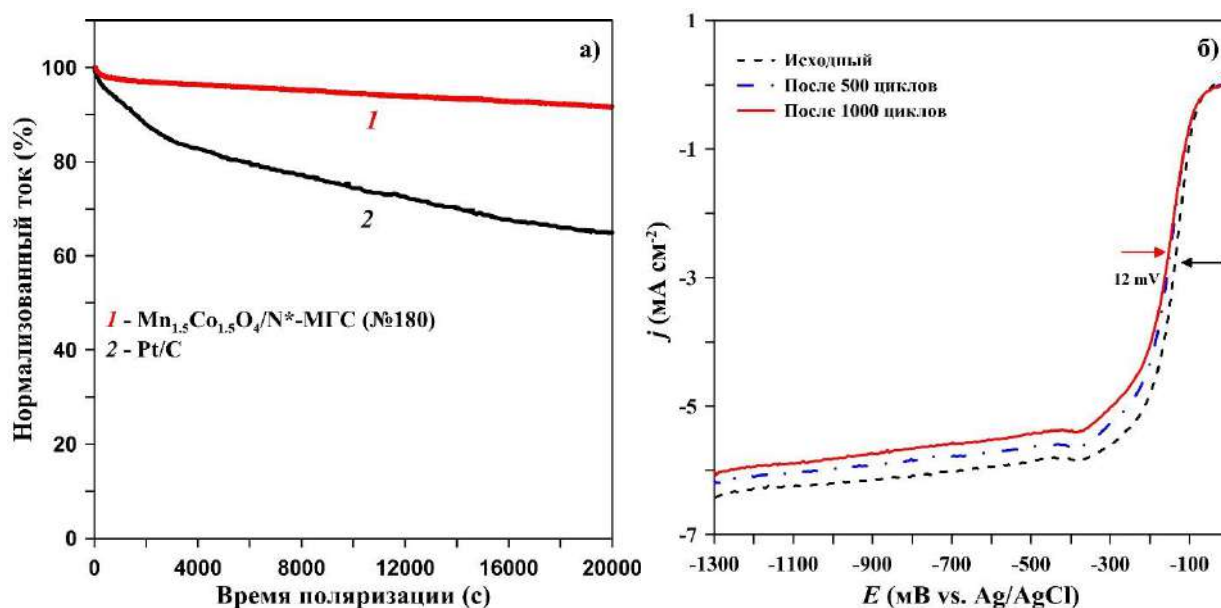 а)
Нормализованный ток (%)
100
80
60
40
20
0
1
2
1 - Mn1.5Co1.5O4/N*-МГС (№180)
2 - Pt/C
0 4000 8000 12000 16000 20000
Время поляризации (с)
б)
j (мА см-2)
1
-1
-3
-5
-7
Исходный
После 500 циклов
После 1000 циклов
12 mV
-1300 -1100 -900 -700 -500 -300 -100
E (мВ vs. Ag/AgCl)